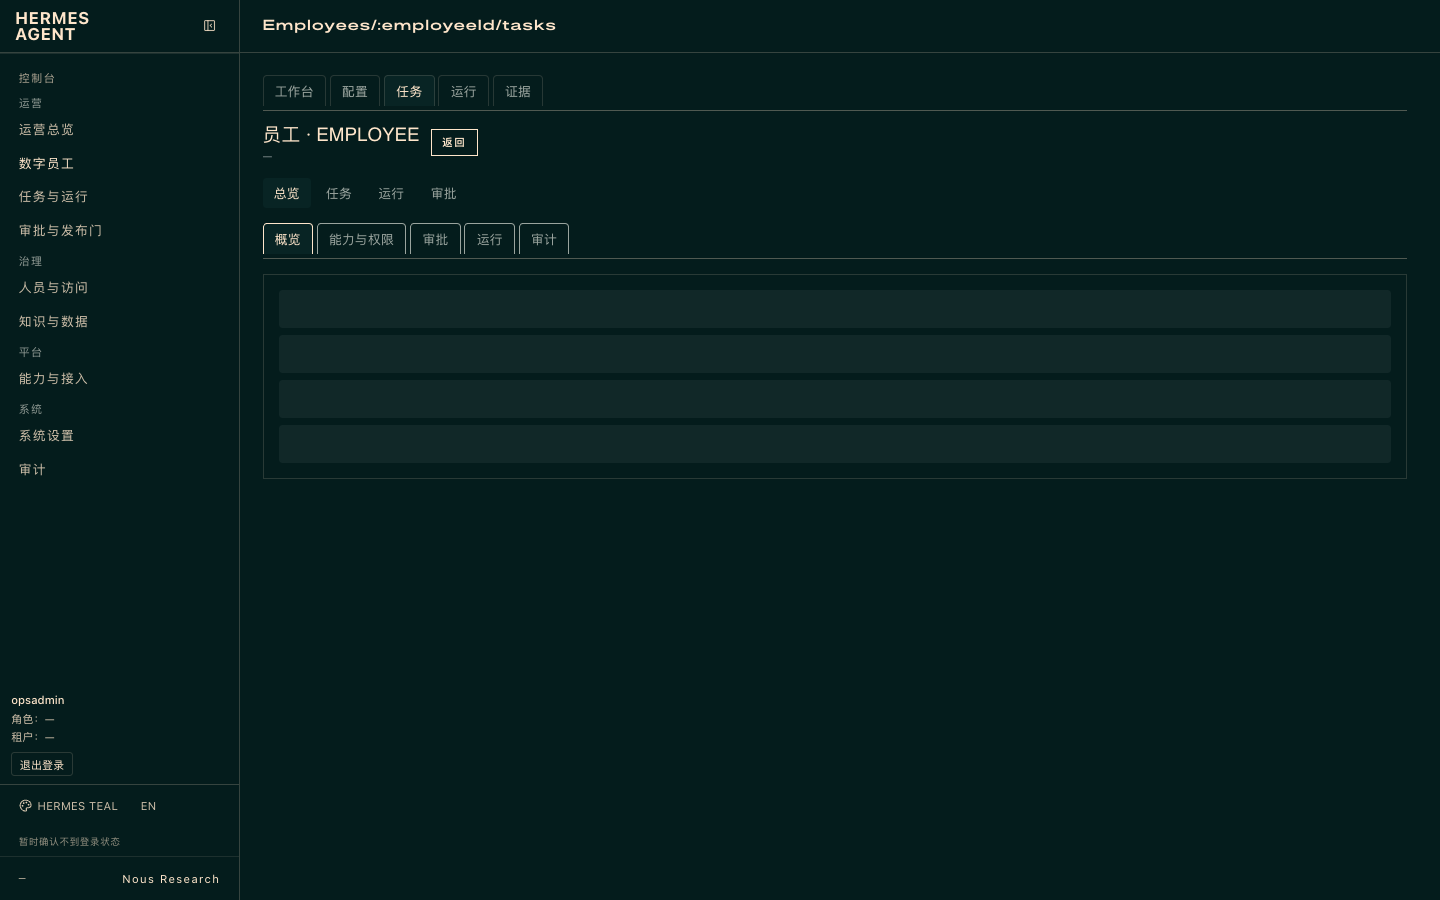 HERMES
AGENT
Employees/:employeeId/tasks
控制台
运营
运营总览
数字员工
任务与运行
审批与发布门
治理
人员与访问
知识与数据
平台
能力与接入
系统
系统设置
审计
opsadmin
角色: —
租户: —
退出登录
HERMES TEAL EN
暂时确认不到登录状态
— Nous Research
工作台 配置 任务 运行 证据
员工 · EMPLOYEE 返回
—
总览 任务 运行 审批
概览 能力与权限 审批 运行 审计